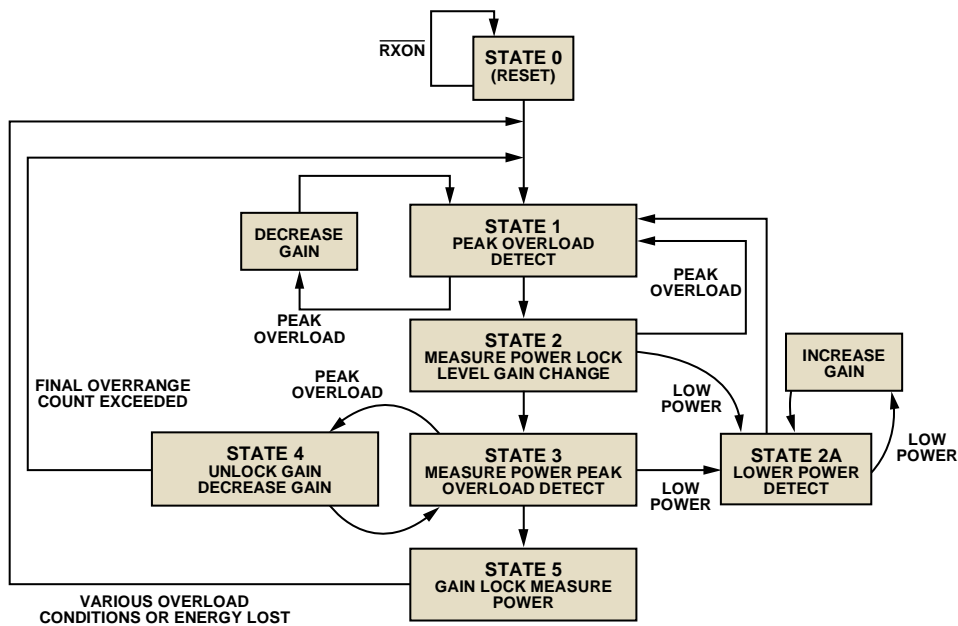 RXON
STATE 0
(RESET)
DECREASE
GAIN
STATE 1
PEAK OVERLOAD
DETECT
PEAK
OVERLOAD
PEAK
OVERLOAD
STATE 2
MEASURE POWER LOCK
LEVEL GAIN CHANGE
INCREASE
GAIN
FINAL OVERRANGE
COUNT EXCEEDED
PEAK
OVERLOAD
LOW
POWER
LOW
POWER
STATE 4
UNLOCK GAIN
DECREASE GAIN
STATE 3
MEASURE POWER PEAK
OVERLOAD DETECT
LOW
POWER
STATE 2A
LOWER POWER
DETECT
STATE 5
GAIN LOCK MEASURE
POWER
VARIOUS OVERLOAD
CONDITIONS OR ENERGY LOST